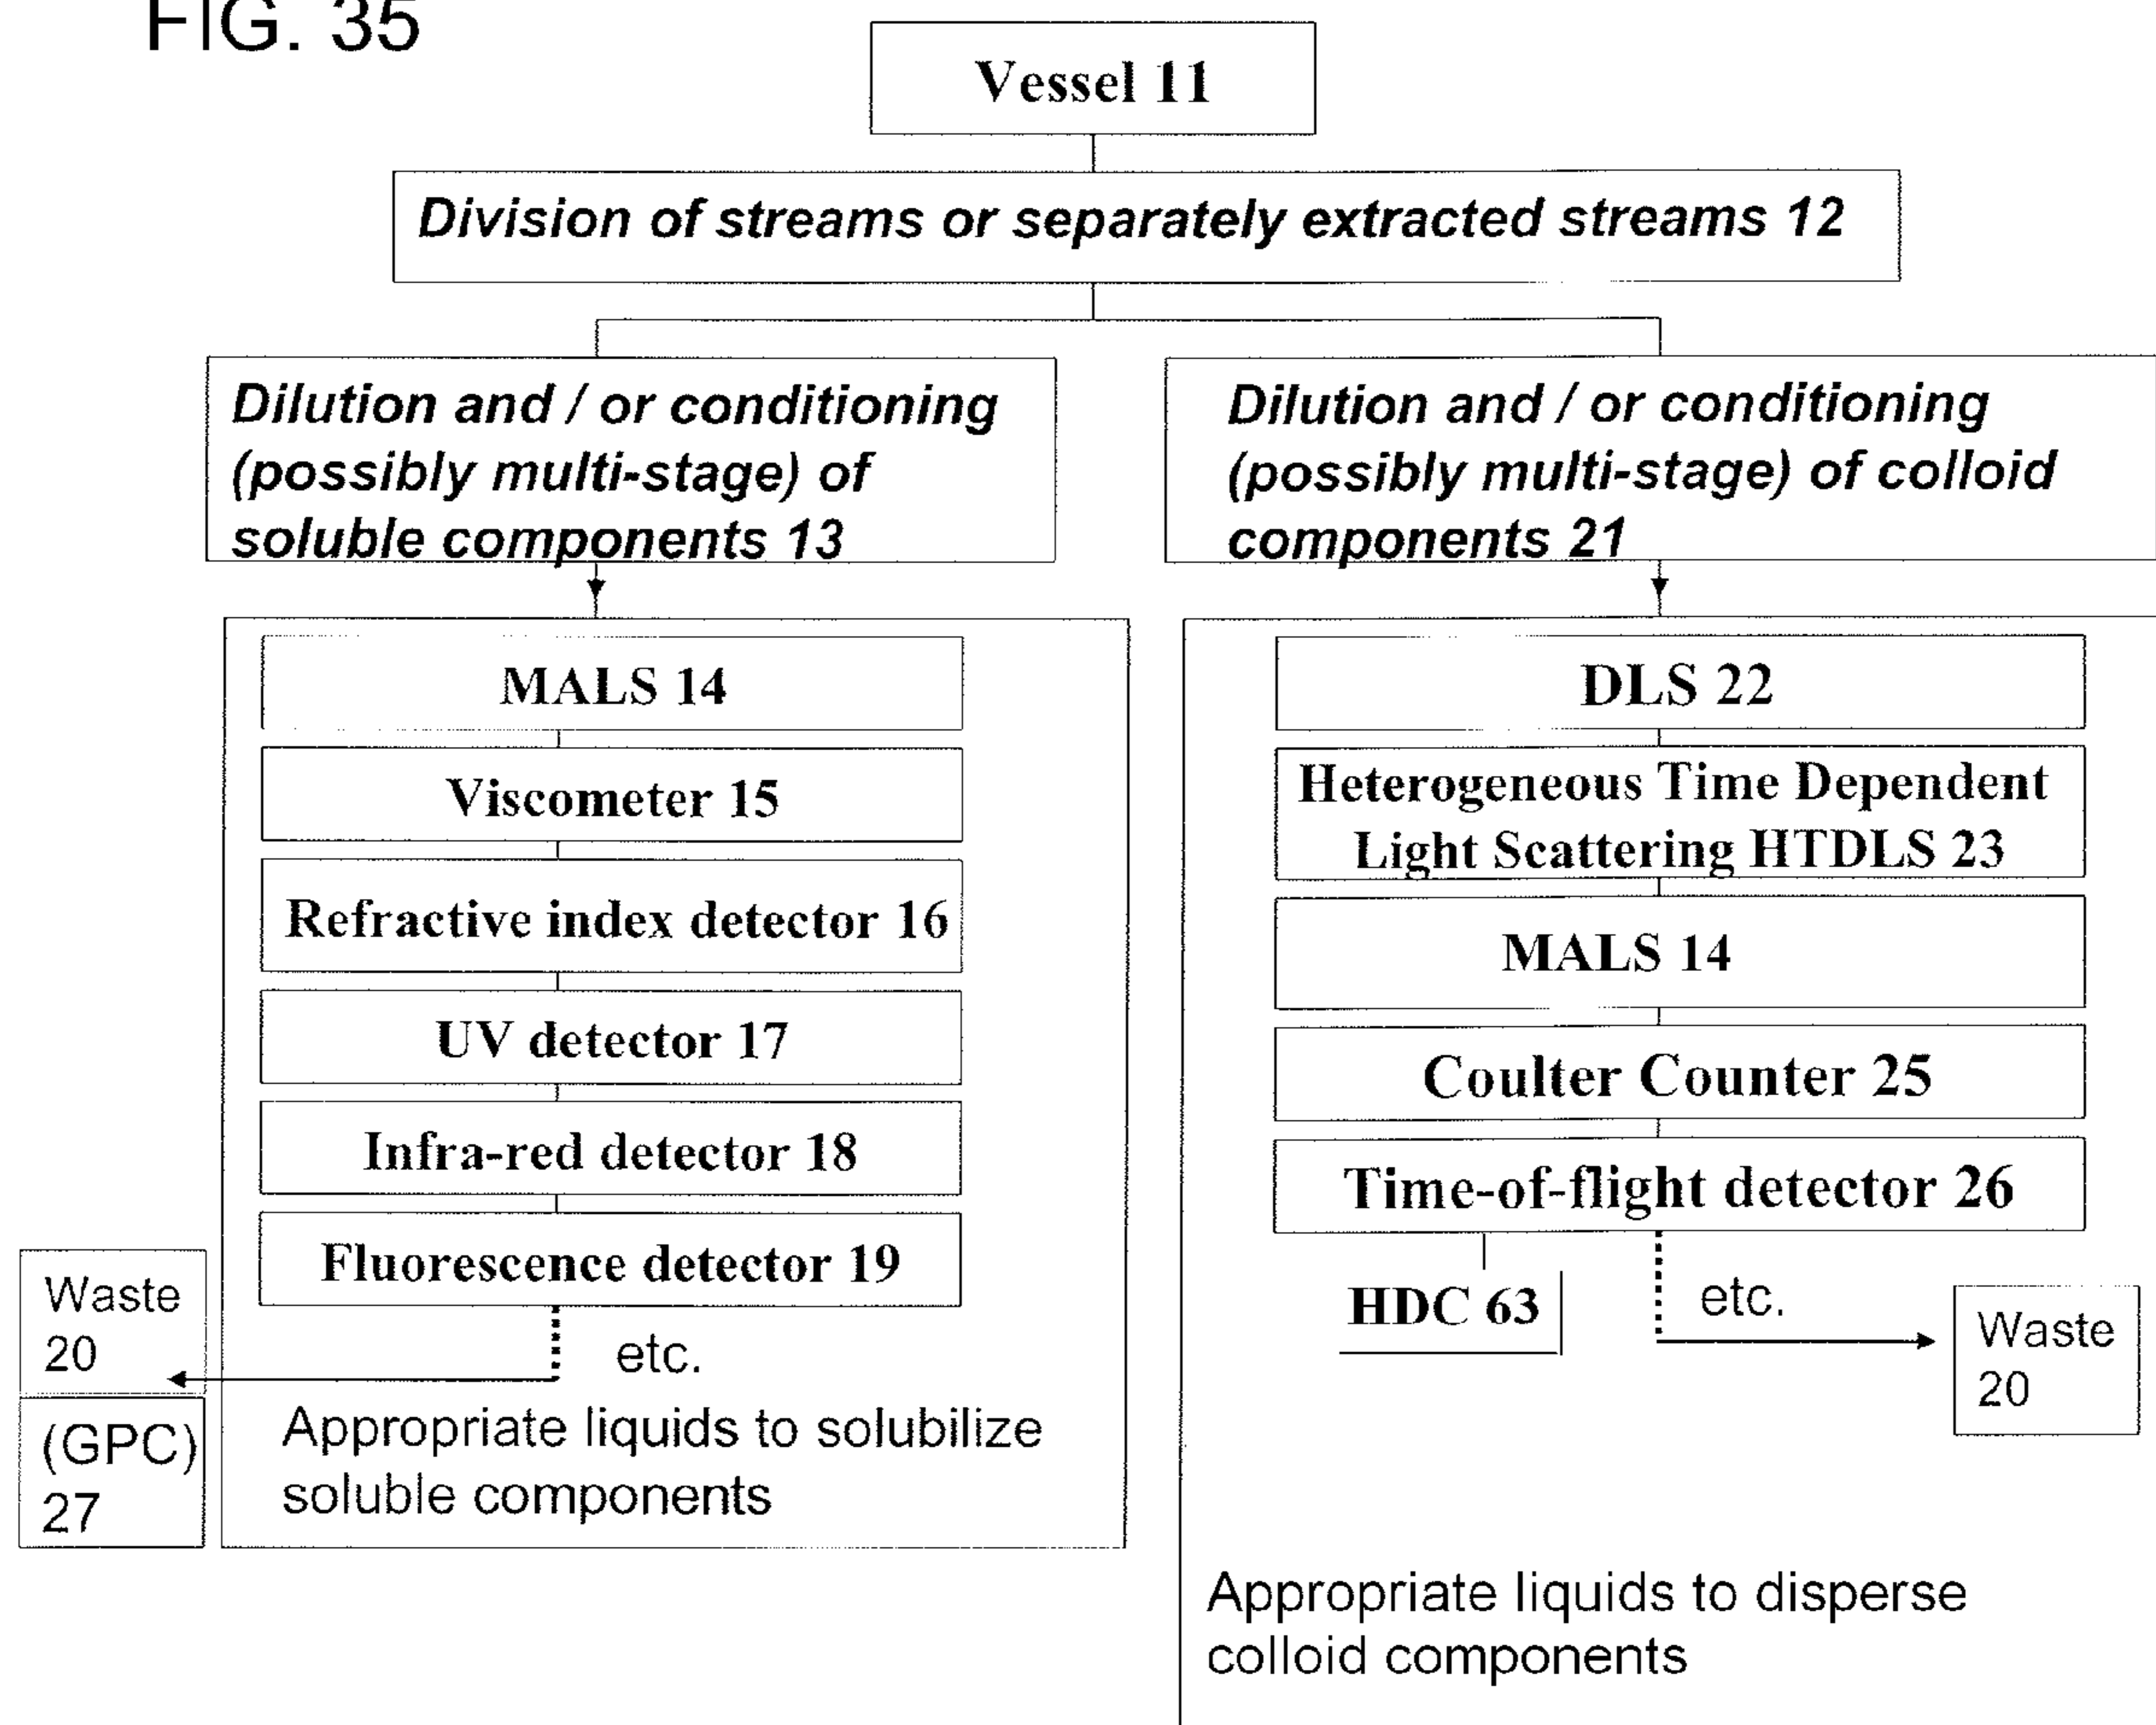 FIG. 35
Vessel 11
Division of streams or separately extracted streams 12
Dilution and / or conditioning
(possibly multi-stage) of
soluble components 13
MALS 14
Viscometer 15
Refractive index detector 16
UV detector 17
Infra-red detector 18
Fluorescence detector 19
etc.
Waste
20
(GPC)
27
Appropriate liquids to solubilize
soluble components
Dilution and / or conditioning
(possibly multi-stage) of colloid
components 21
DLS 22
Heterogeneous Time Dependent
Light Scattering HTDLS 23
MALS 14
Coulter Counter 25
Time-of-flight detector 26
HDC 63
etc.
Waste
20
Appropriate liquids to disperse
colloid components